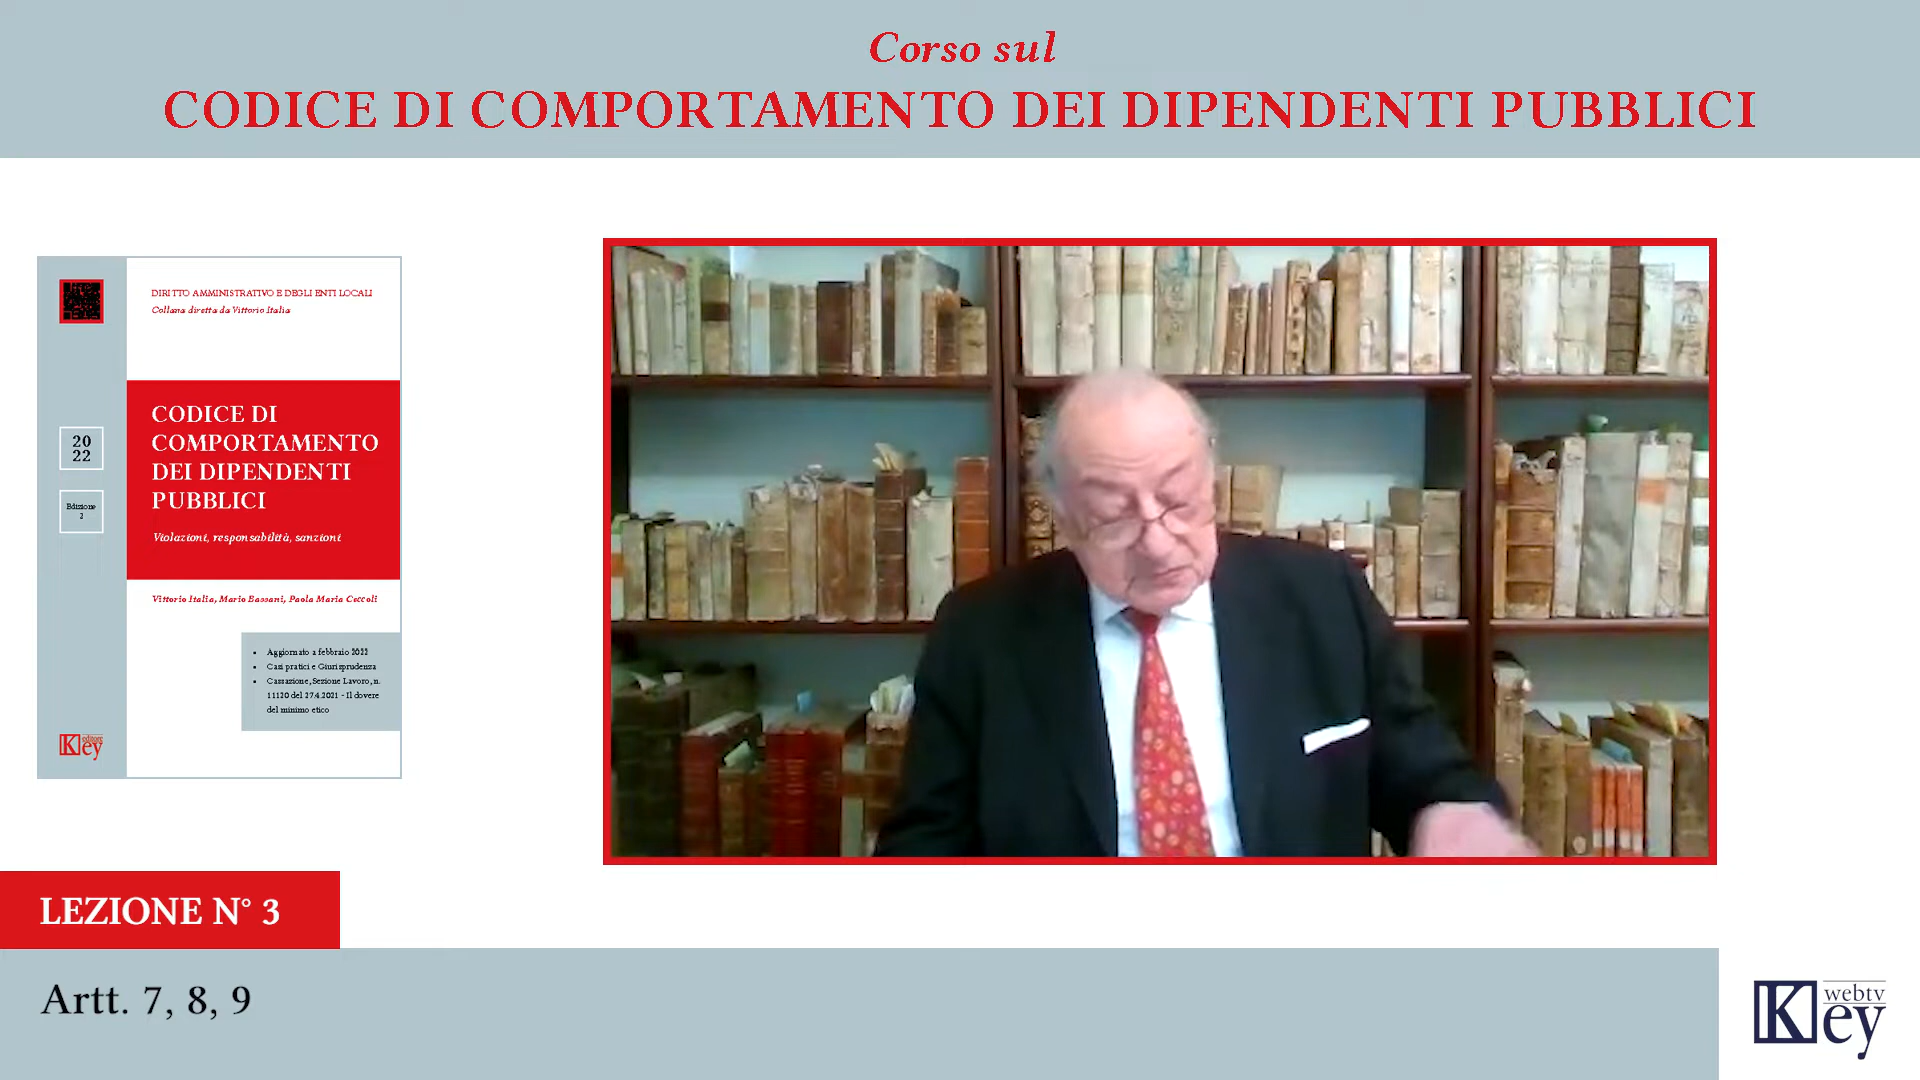 Corso sul
CODICE DI COMPORTAMENTO DEI DIPENDENTI PUBBLICI
DIRITTO AMMINISTRATIVO E DEGLI ENTI LOCALI
Collana diretta da Vittorio Italia
20
22
Edizione
2
CODICE DI
COMPORTAMENTO
DEI DIPENDENTI
PUBBLICI
Violazioni, responsabilità, sanzioni
Vittorio Italia, Mario Bassani, Paola Maria Ceccoli
• Aggiornato a febbraio 2022
• Casi pratici e Giurisprudenza
• Cassazione, Sezione Lavoro, n.
11120 del 27.4.2021 - Il dovere
del minimo etico
Key editore
LEZIONE N° 3
Artt. 7, 8, 9
Key webtv